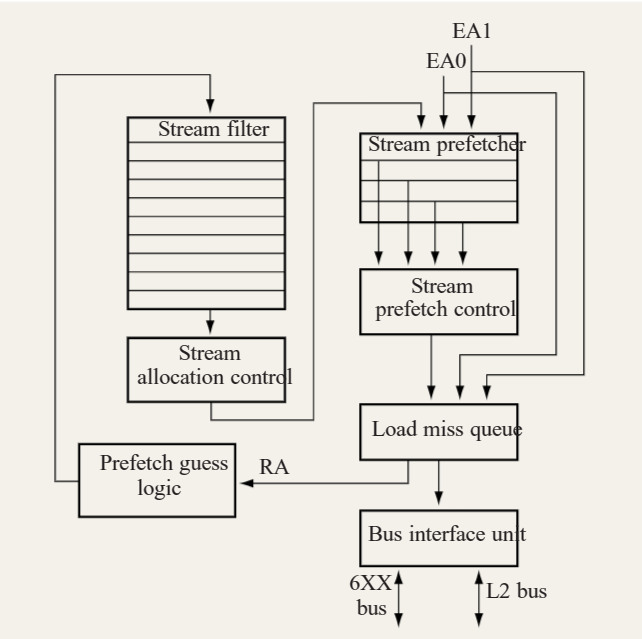 EA1
EA0
Stream filter
Stream prefetcher
Stream
prefetch control
Stream
allocation control
Load miss queue
Prefetch guess
logic
RA
Bus interface unit
6XX
bus
L2 bus